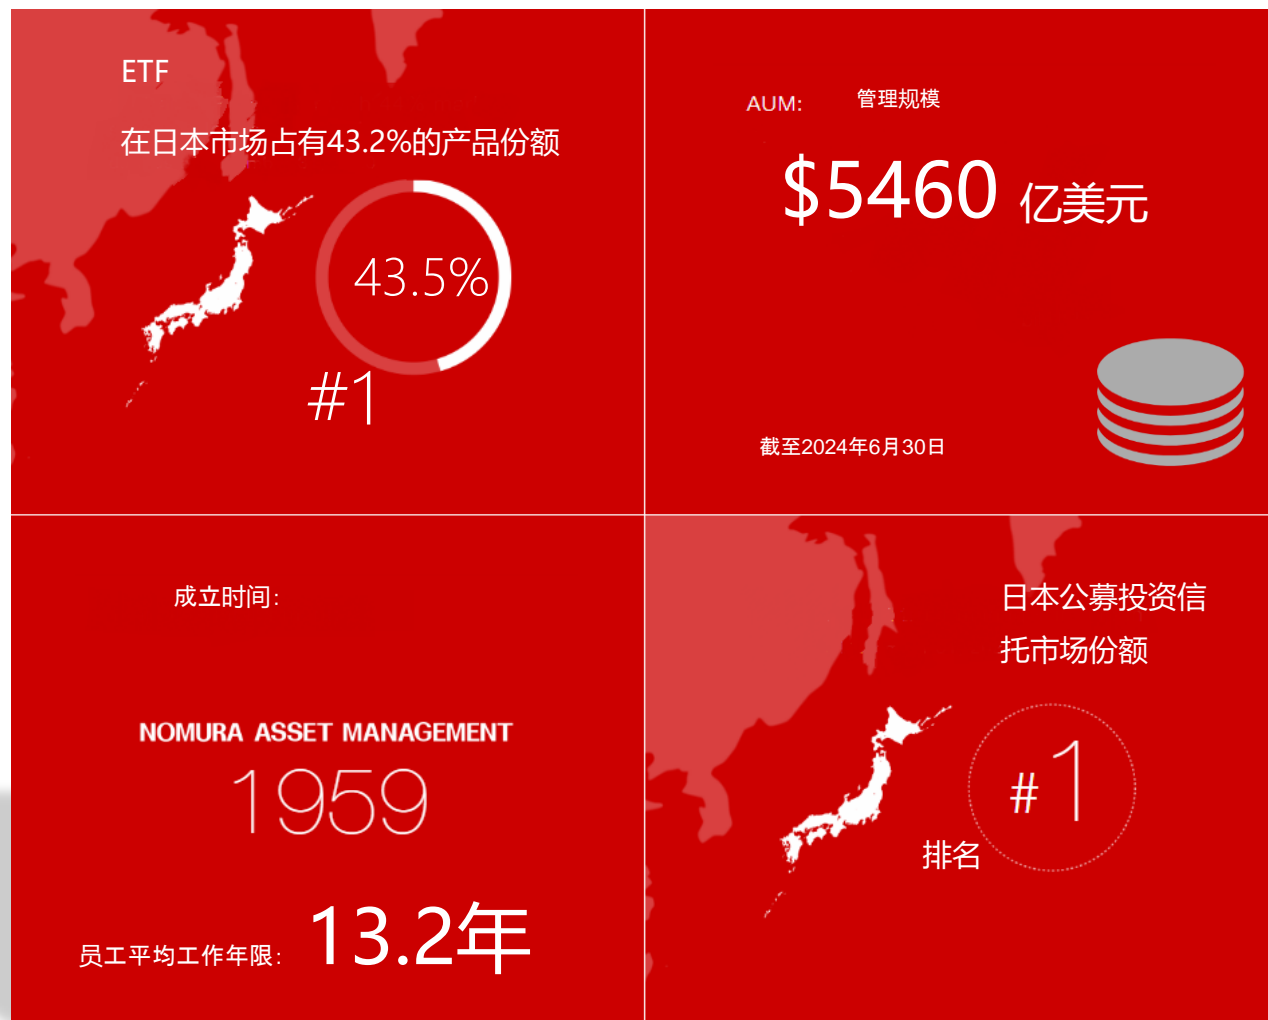 ETF
在日本市场占有43.2%的产品份额
43.5%
#1
AUM: 管理规模
$5460 亿美元
截至2024年6月30日
成立时间:
NOMURA ASSET MANAGEMENT
1959
员工平均工作年限: 13.2年
日本公募投资信
托市场份额
#1
排名